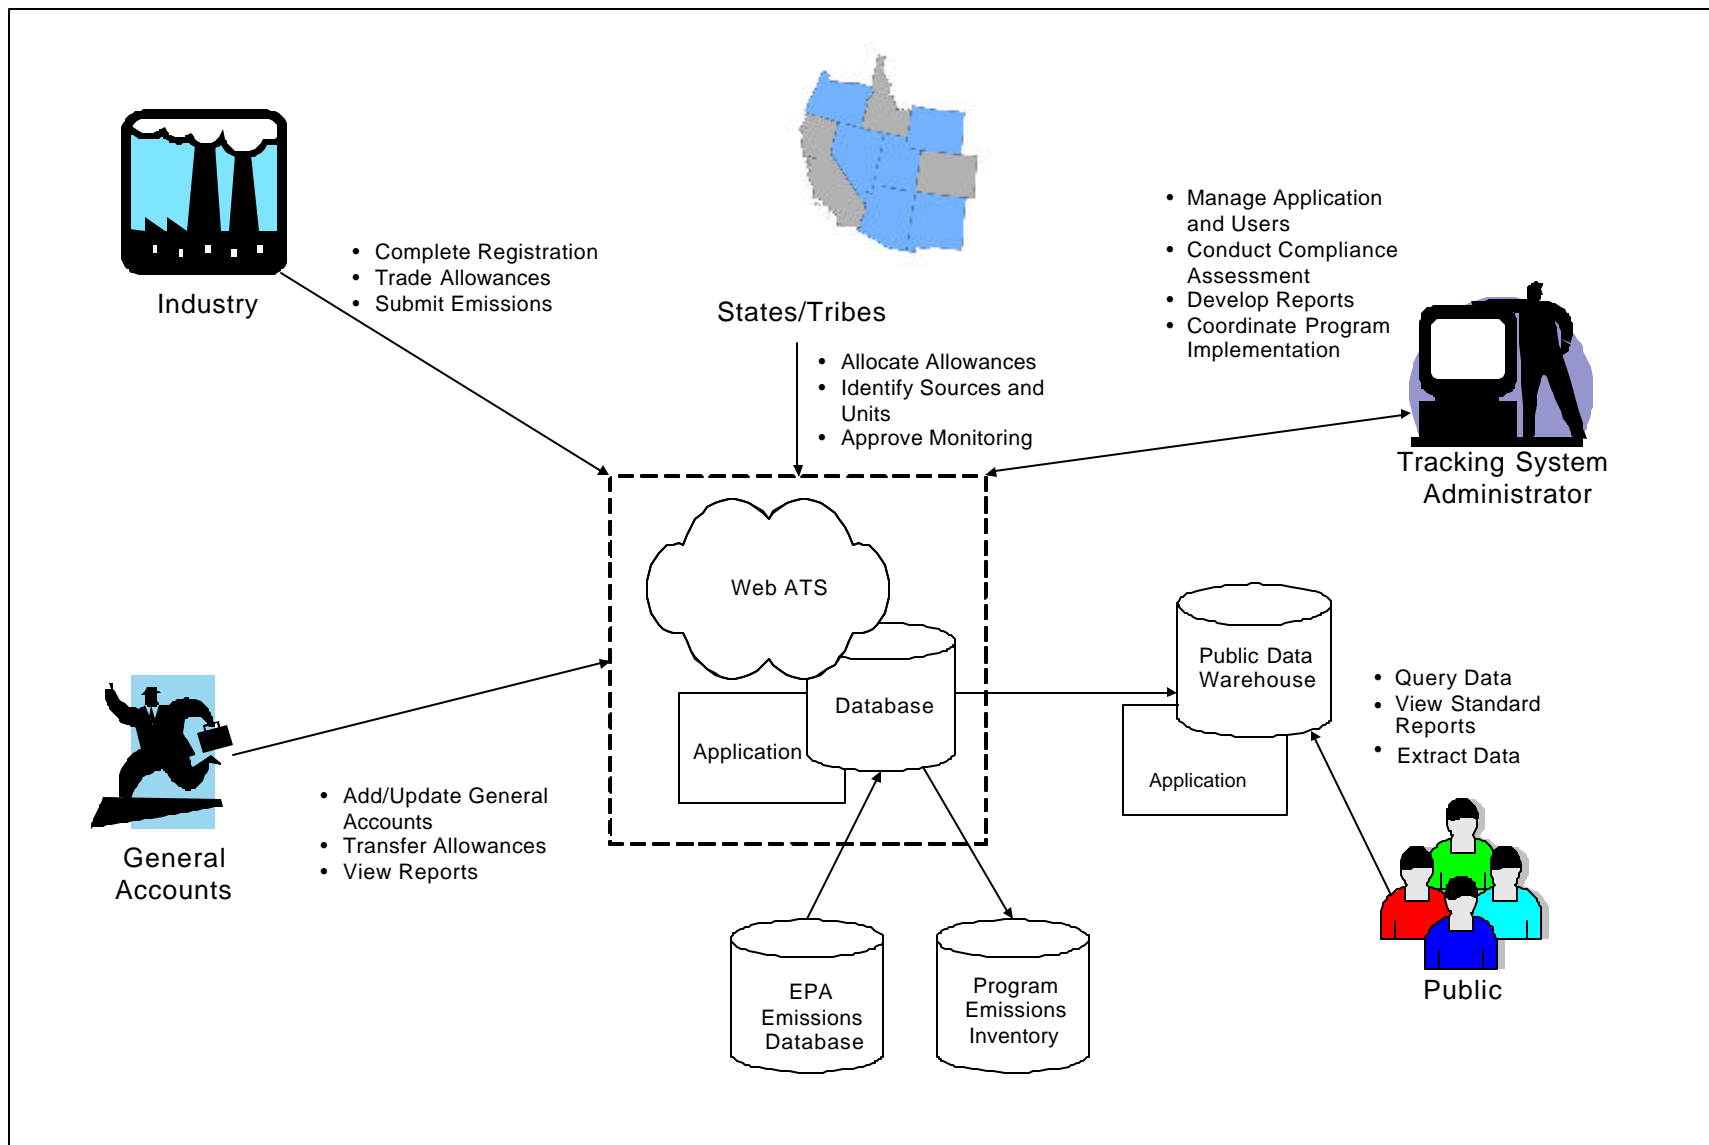 Industry
• Complete Registration
• Trade Allowances
• Submit Emissions
States/Tribes
• Allocate Allowances
• Identify Sources and
Units
• Approve Monitoring
• Manage Application
and Users
• Conduct Compliance
Assessment
• Develop Reports
• Coordinate Program
Implementation
Tracking System
Administrator
Web ATS
Database
Application
Public Data
Warehouse
Application
• Query Data
• View Standard
Reports
• Extract Data
General
Accounts
• Add/Update General
Accounts
• Transfer Allowances
• View Reports
EPA
Emissions
Database
Program
Emissions
Inventory
Public